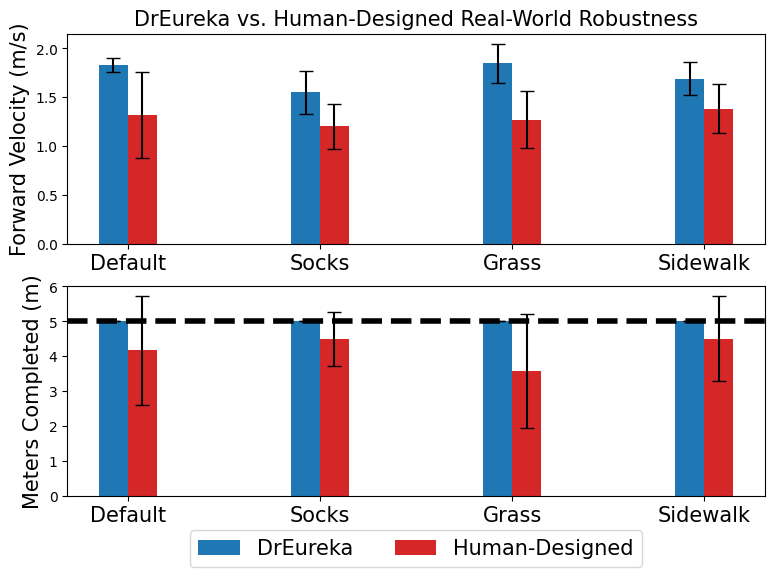 DrEureka vs. Human-Designed Real-World Robustness
Forward Velocity (m/s)
2.0
1.5
1.0
0.5
0.0
Default Socks Grass Sidewalk
Meters Completed (m)
6
5
4
3
2
1
0
Default Socks Grass Sidewalk
DrEureka Human-Designed